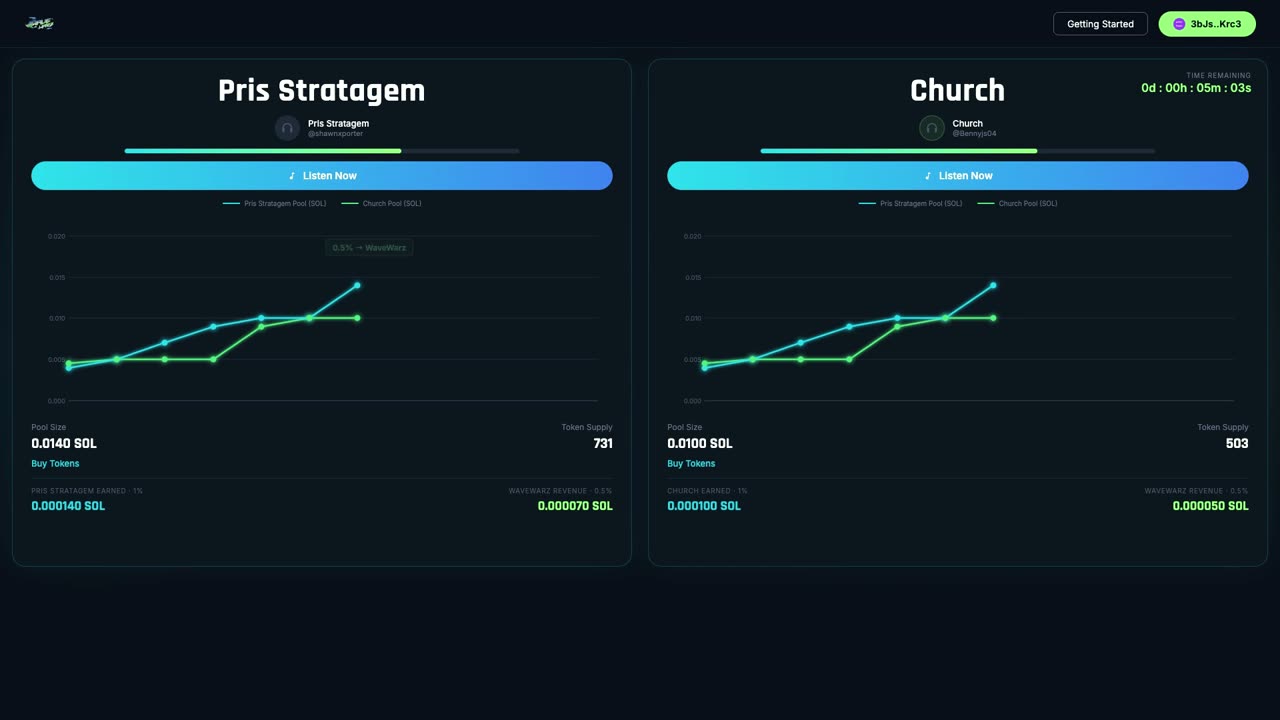 Getting Started
3bJs..Krc3
Pris Stratagem
Pris Stratagem
@shawnxporter
Listen Now
Pris Stratagem Pool (SOL)
Church Pool (SOL)
0.020
0.015
0.010
0.005
0.000
0.5% → WaveWarz
Pool Size
Token Supply
0.0140 SOL
731
Buy Tokens
PRIS STRATAGEM EARNED · 1%
WAVEWARZ REVENUE · 0.5%
0.000140 SOL
0.000070 SOL
Church
TIME REMAINING
0d : 00h : 05m : 03s
Church
@Bennyjs04
Listen Now
Pris Stratagem Pool (SOL)
Church Pool (SOL)
0.020
0.015
0.010
0.005
0.000
Pool Size
Token Supply
0.0100 SOL
503
Buy Tokens
CHURCH EARNED · 1%
WAVEWARZ REVENUE · 0.5%
0.000100 SOL
0.000050 SOL